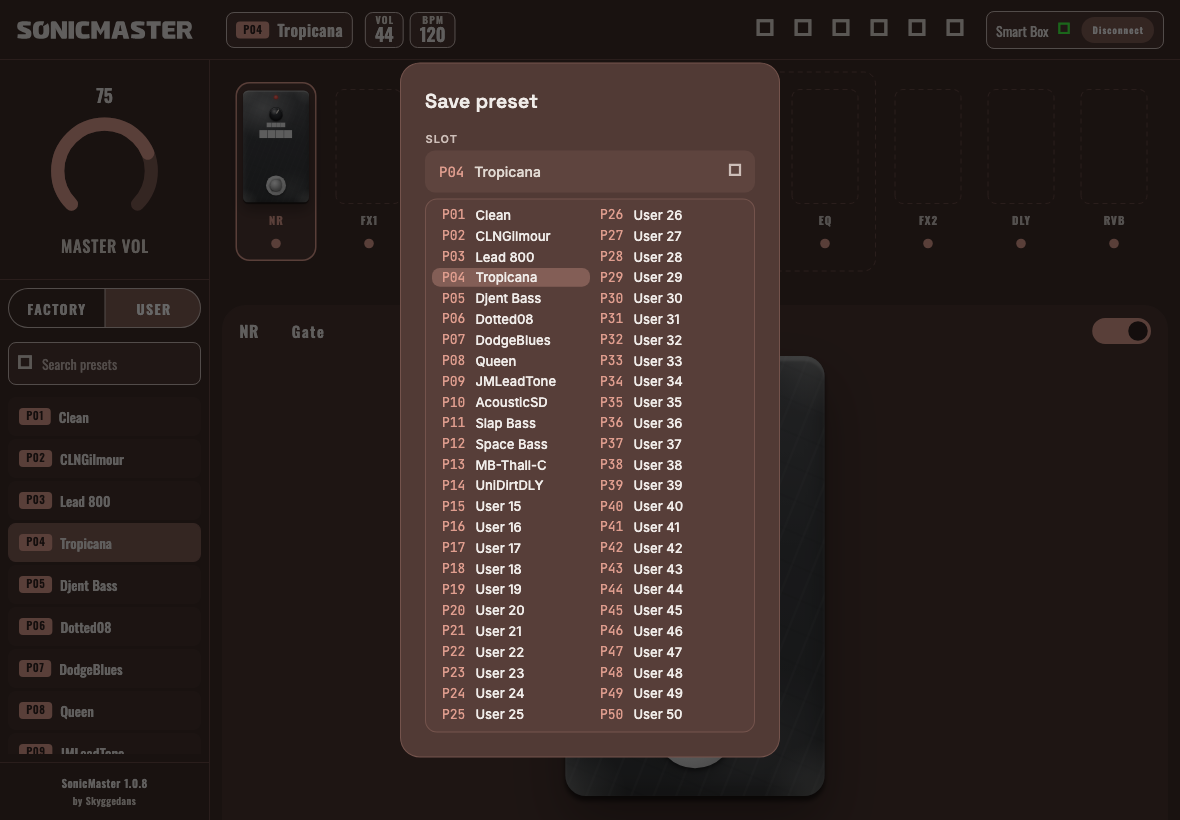 SONICMASTER
P04 Tropicana
VOL
44
BPM
120
Smart Box
Disconnect
75
MASTER VOL
FACTORY
USER
Search presets
P01 Clean
P02 CLNGilmour
P03 Lead 800
P04 Tropicana
P05 Djent Bass
P06 Dotted08
P07 DodgeBlues
P08 Queen
P09 JMLeadTone
SonicMaster 1.0.8
by Skyggedans
NR
FX1
EQ
FX2
DLY
RVB
NR Gate
Save preset
SLOT
P04 Tropicana
P01 Clean
P02 CLNGilmour
P03 Lead 800
P04 Tropicana
P05 Djent Bass
P06 Dotted08
P07 DodgeBlues
P08 Queen
P09 JMLeadTone
P10 AcousticSD
P11 Slap Bass
P12 Space Bass
P13 MB-Thall-C
P14 UniDirtDLY
P15 User 15
P16 User 16
P17 User 17
P18 User 18
P19 User 19
P20 User 20
P21 User 21
P22 User 22
P23 User 23
P24 User 24
P25 User 25
P26 User 26
P27 User 27
P28 User 28
P29 User 29
P30 User 30
P31 User 31
P32 User 32
P33 User 33
P34 User 34
P35 User 35
P36 User 36
P37 User 37
P38 User 38
P39 User 39
P40 User 40
P41 User 41
P42 User 42
P43 User 43
P44 User 44
P45 User 45
P46 User 46
P47 User 47
P48 User 48
P49 User 49
P50 User 50